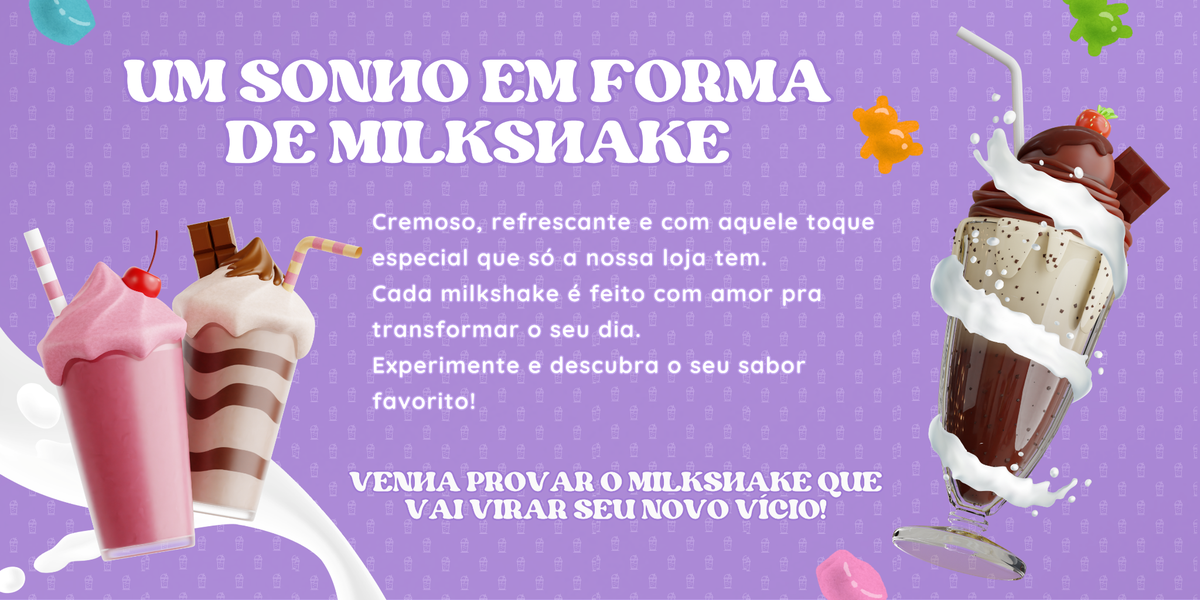 UM SONHO EM FORMA
DE MILKSHAKE
Cremoso, refrescante e com aquele toque
especial que só a nossa loja tem.
Cada milkshake é feito com amor pra
transformar o seu dia.
Experimente e descubra o seu sabor
favorito!
VENHA PROVAR O MILKSHAKE QUE
VAI VIRAR SEU NOVO VÍCIO!